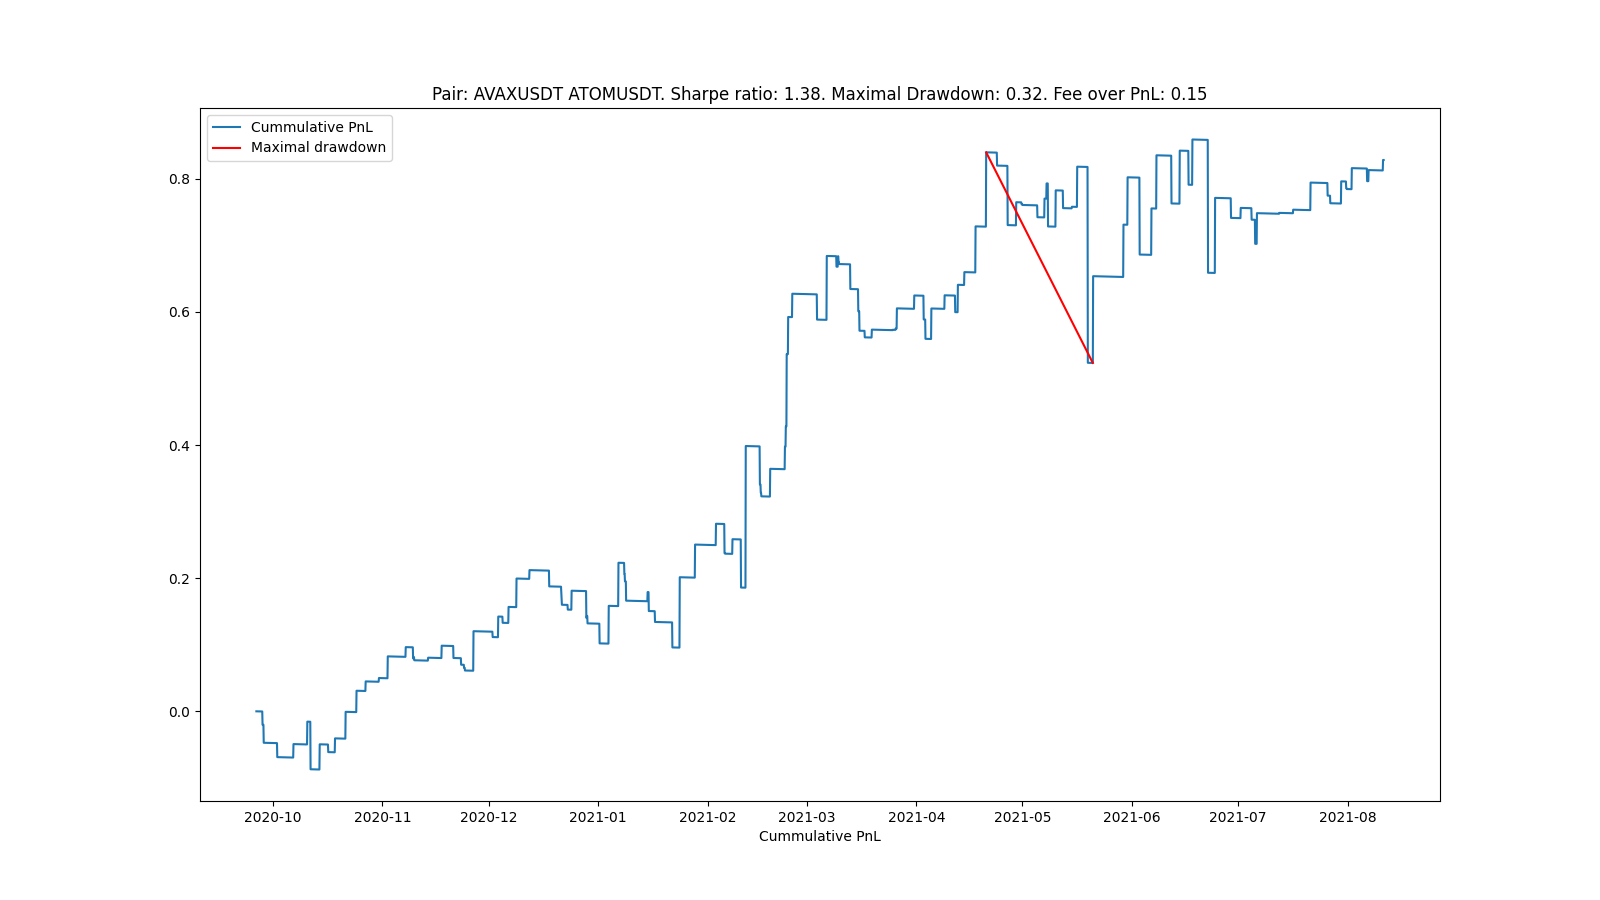 Pair: AVAXUSDT ATOMUSDT. Sharpe ratio: 1.38. Maximal Drawdown: 0.32. Fee over PnL: 0.15
Cummulative PnL
Maximal drawdown
0.8
0.6
0.4
0.2
0.0
2020-10 2020-11 2020-12 2021-01 2021-02 2021-03 2021-04 2021-05 2021-06 2021-07 2021-08
Cummulative PnL